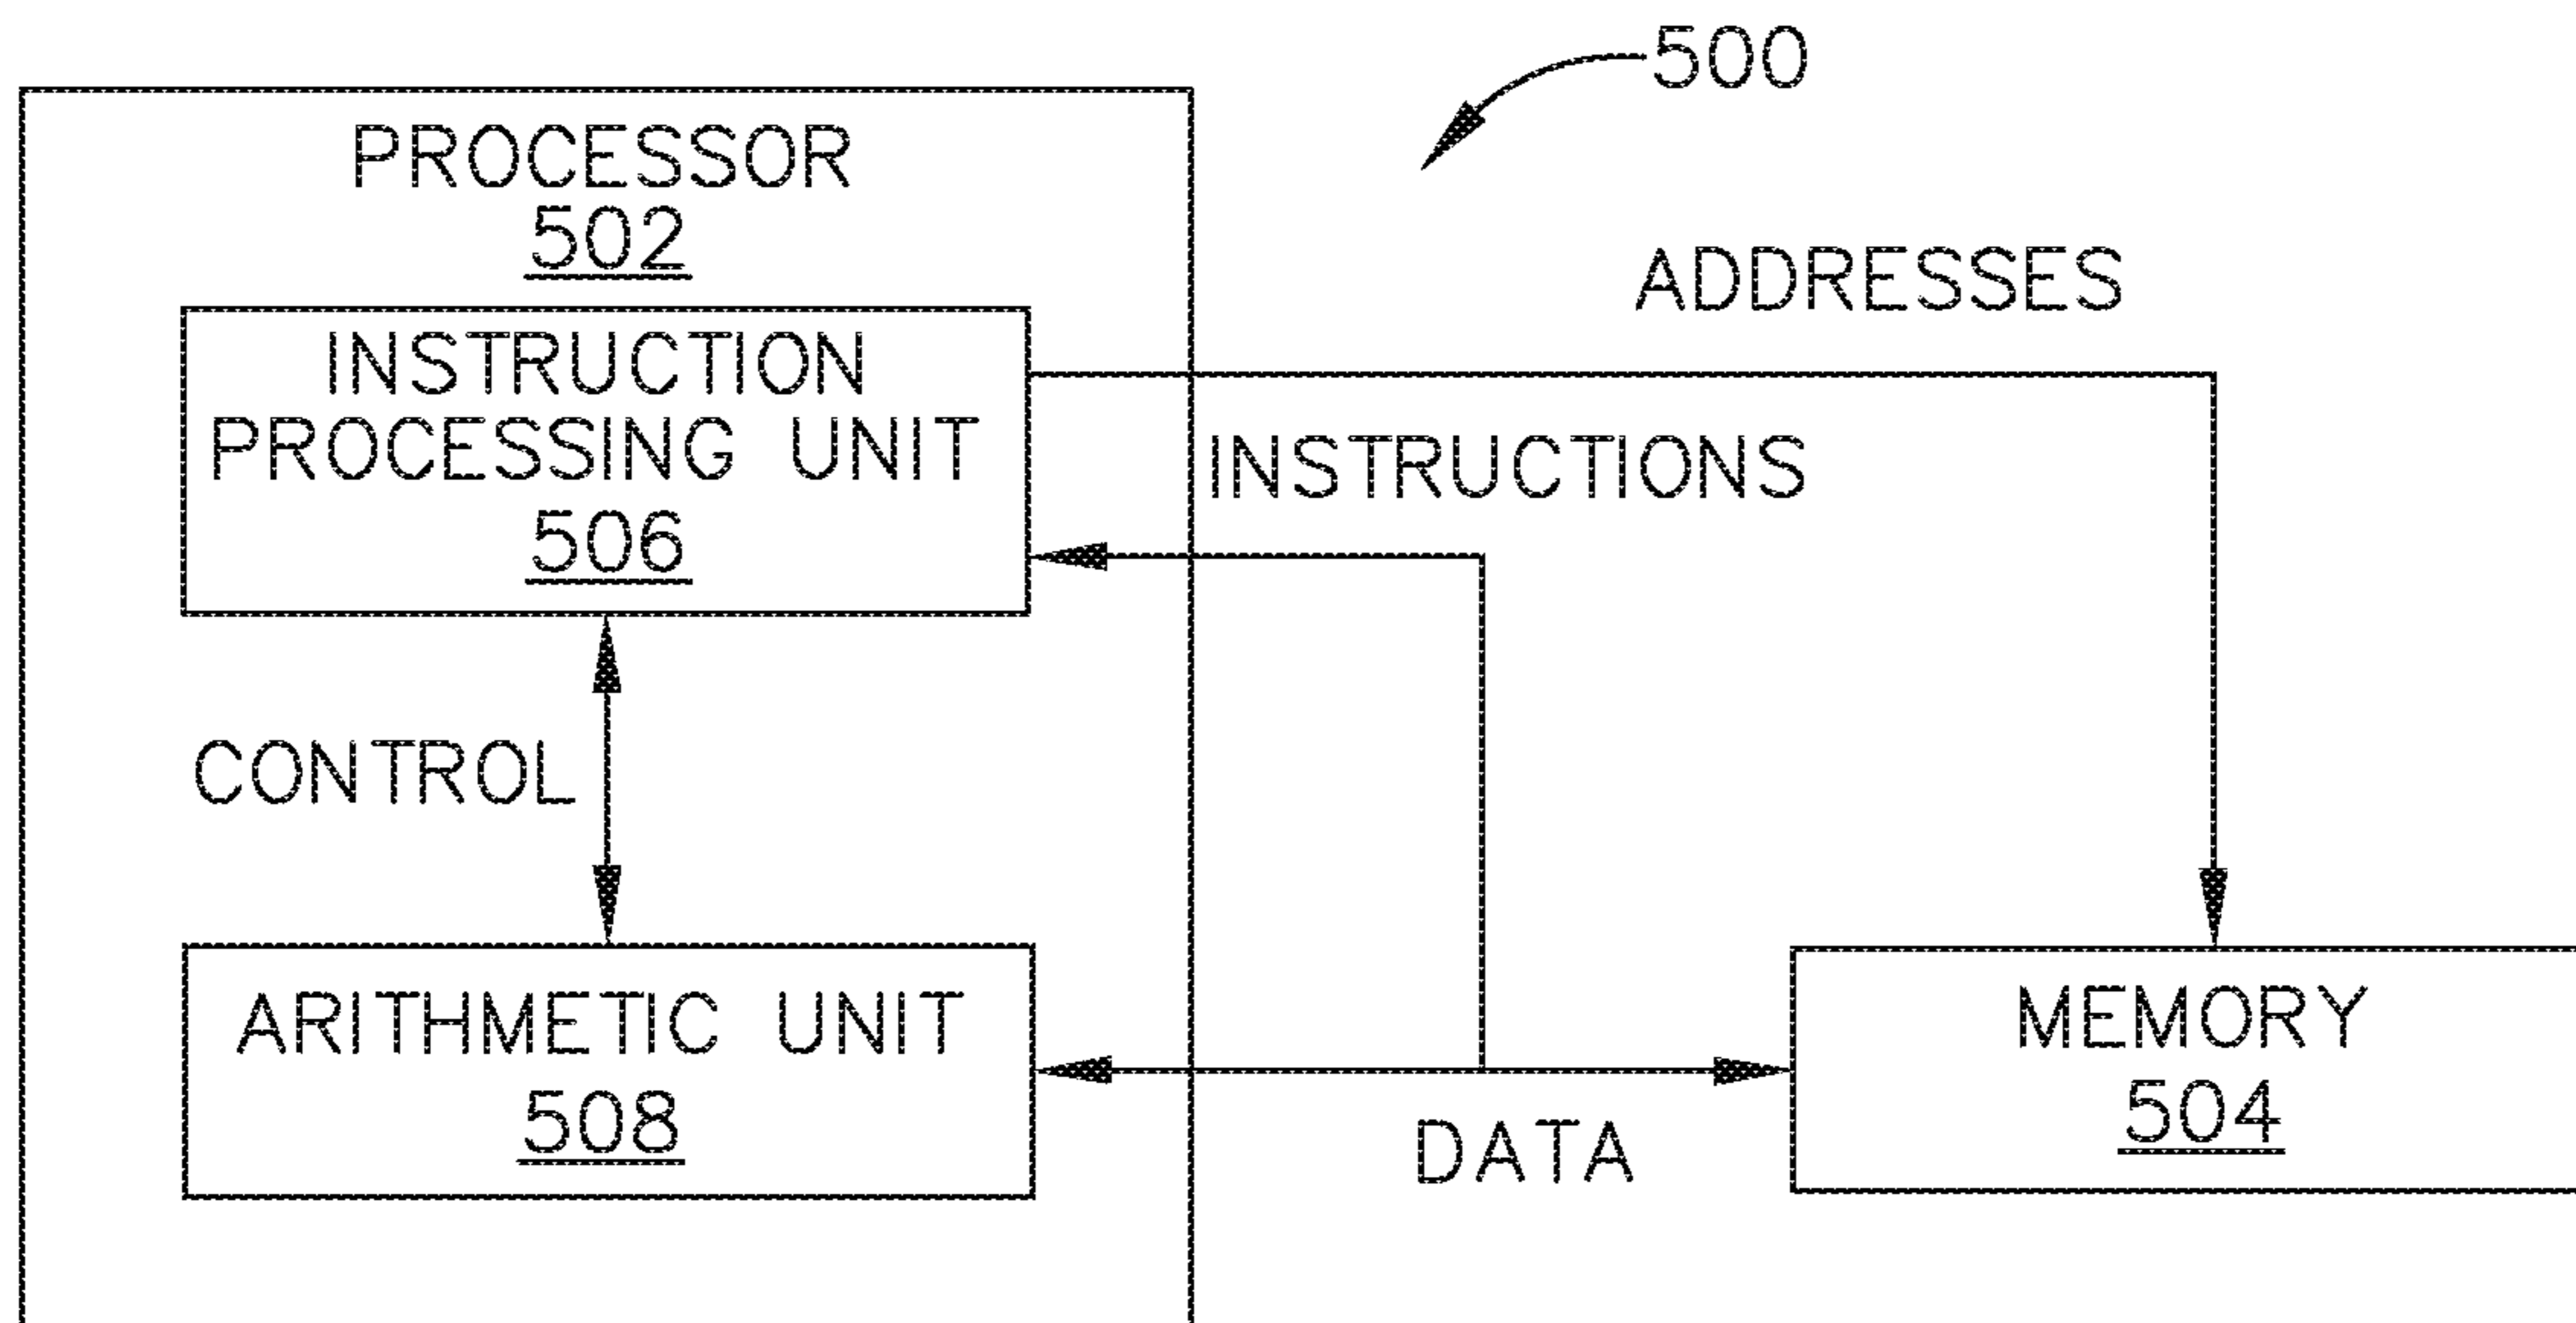 500
PROCESSOR
502
ADDRESSES
INSTRUCTION
PROCESSING UNIT
506
INSTRUCTIONS
CONTROL
ARITHMETIC UNIT
508
DATA
MEMORY
504